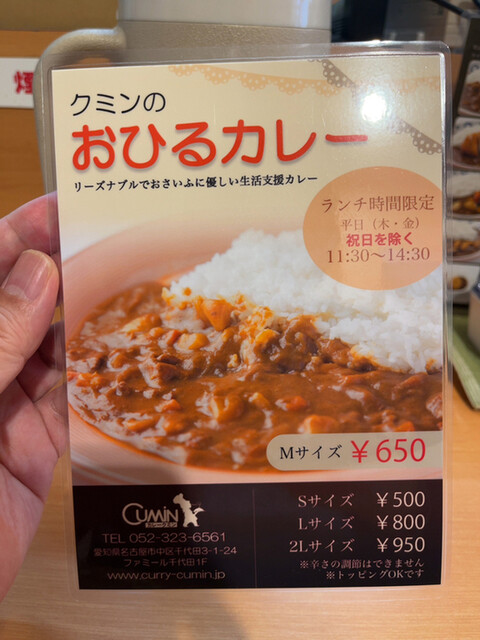 クミンの
おひるカレー
リーズナブルでおさいふに優しい生活支援カレー
ランチ時間限定
平日（木・金）
祝日を除く
11:30～14:30
Mサイズ ￥650
CUMIN
カレークミン
TEL 052-323-6561
愛知県名古屋市中区千代田3-1-24
ファミール千代田1F
www.curry-cumin.jp
Sサイズ ￥500
Lサイズ ￥800
2Lサイズ ￥950
※辛さの調節はできません
※トッピングOKです